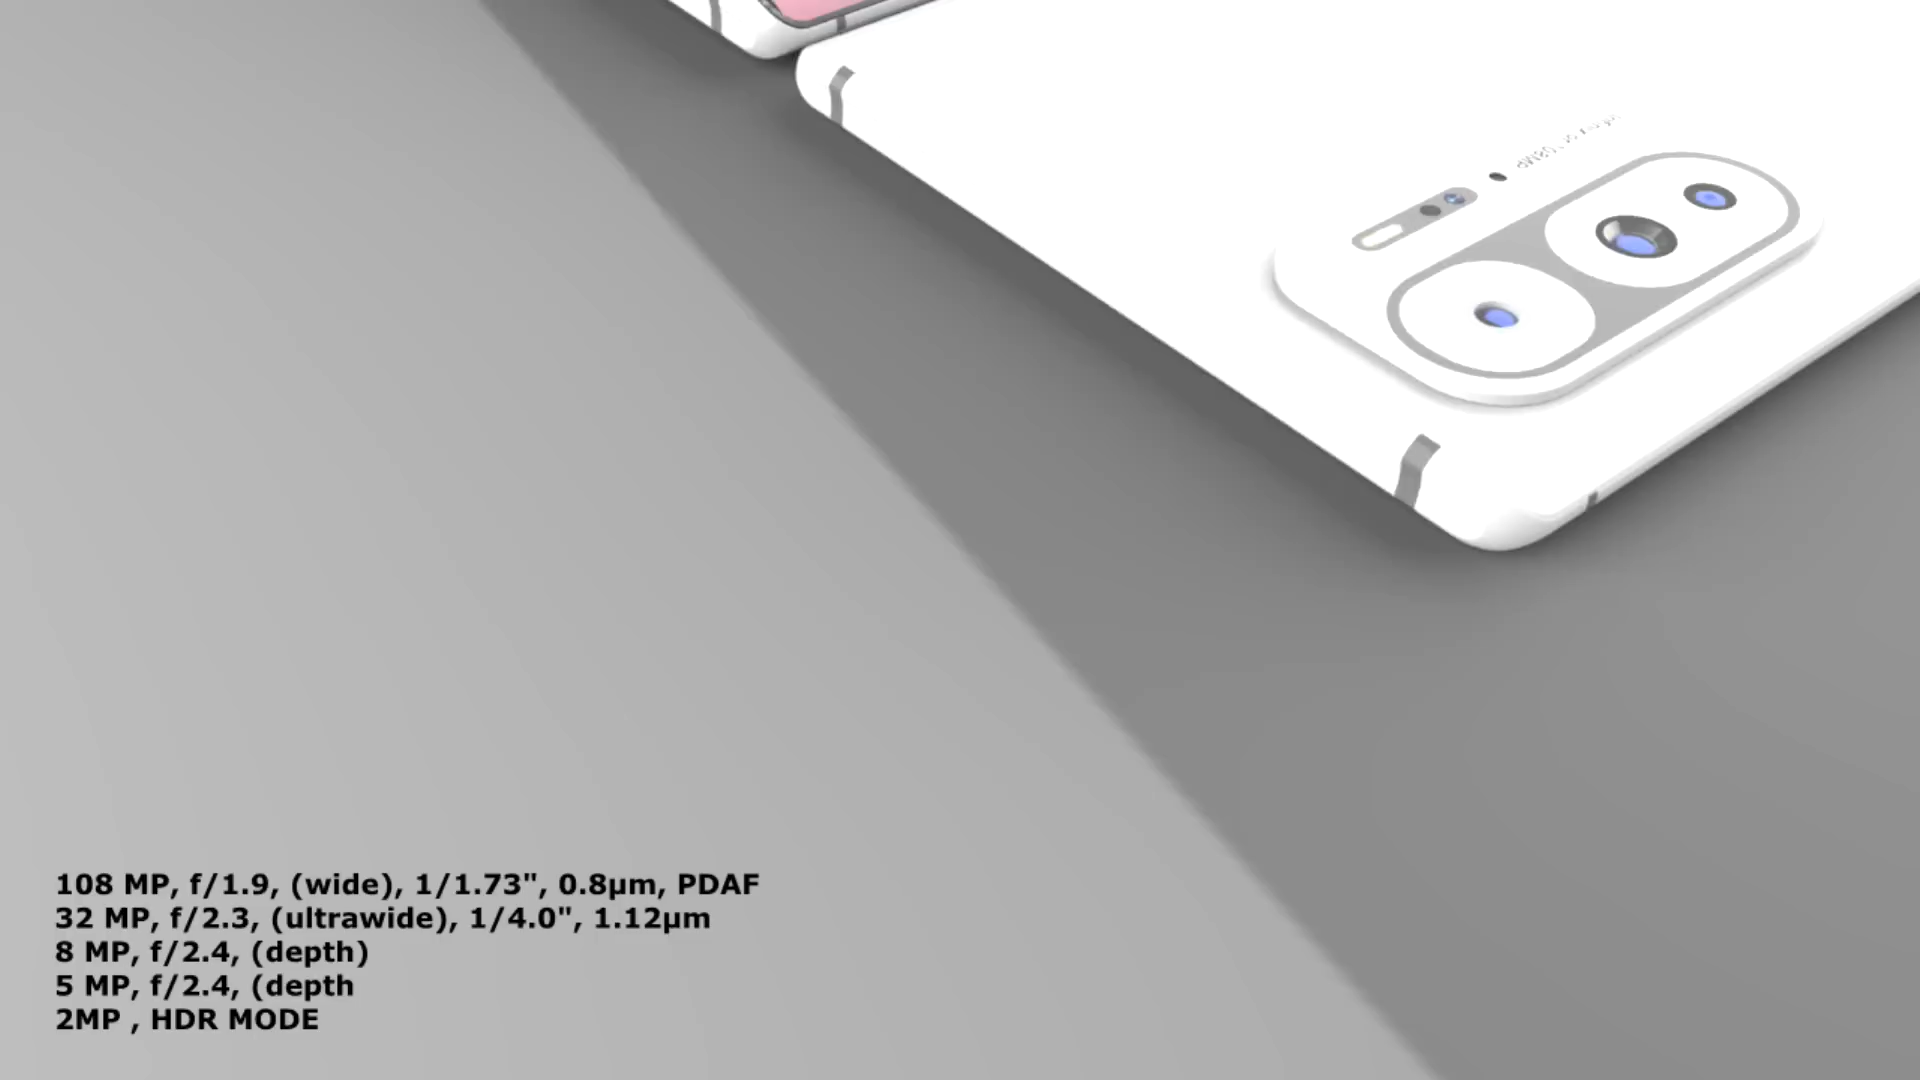 108 MP, f/1.9, (wide), 1/1.73", 0.8µm, PDAF
32 MP, f/2.3, (ultrawide), 1/4.0", 1.12µm
8 MP, f/2.4, (depth)
5 MP, f/2.4, (depth
2MP , HDR MODE